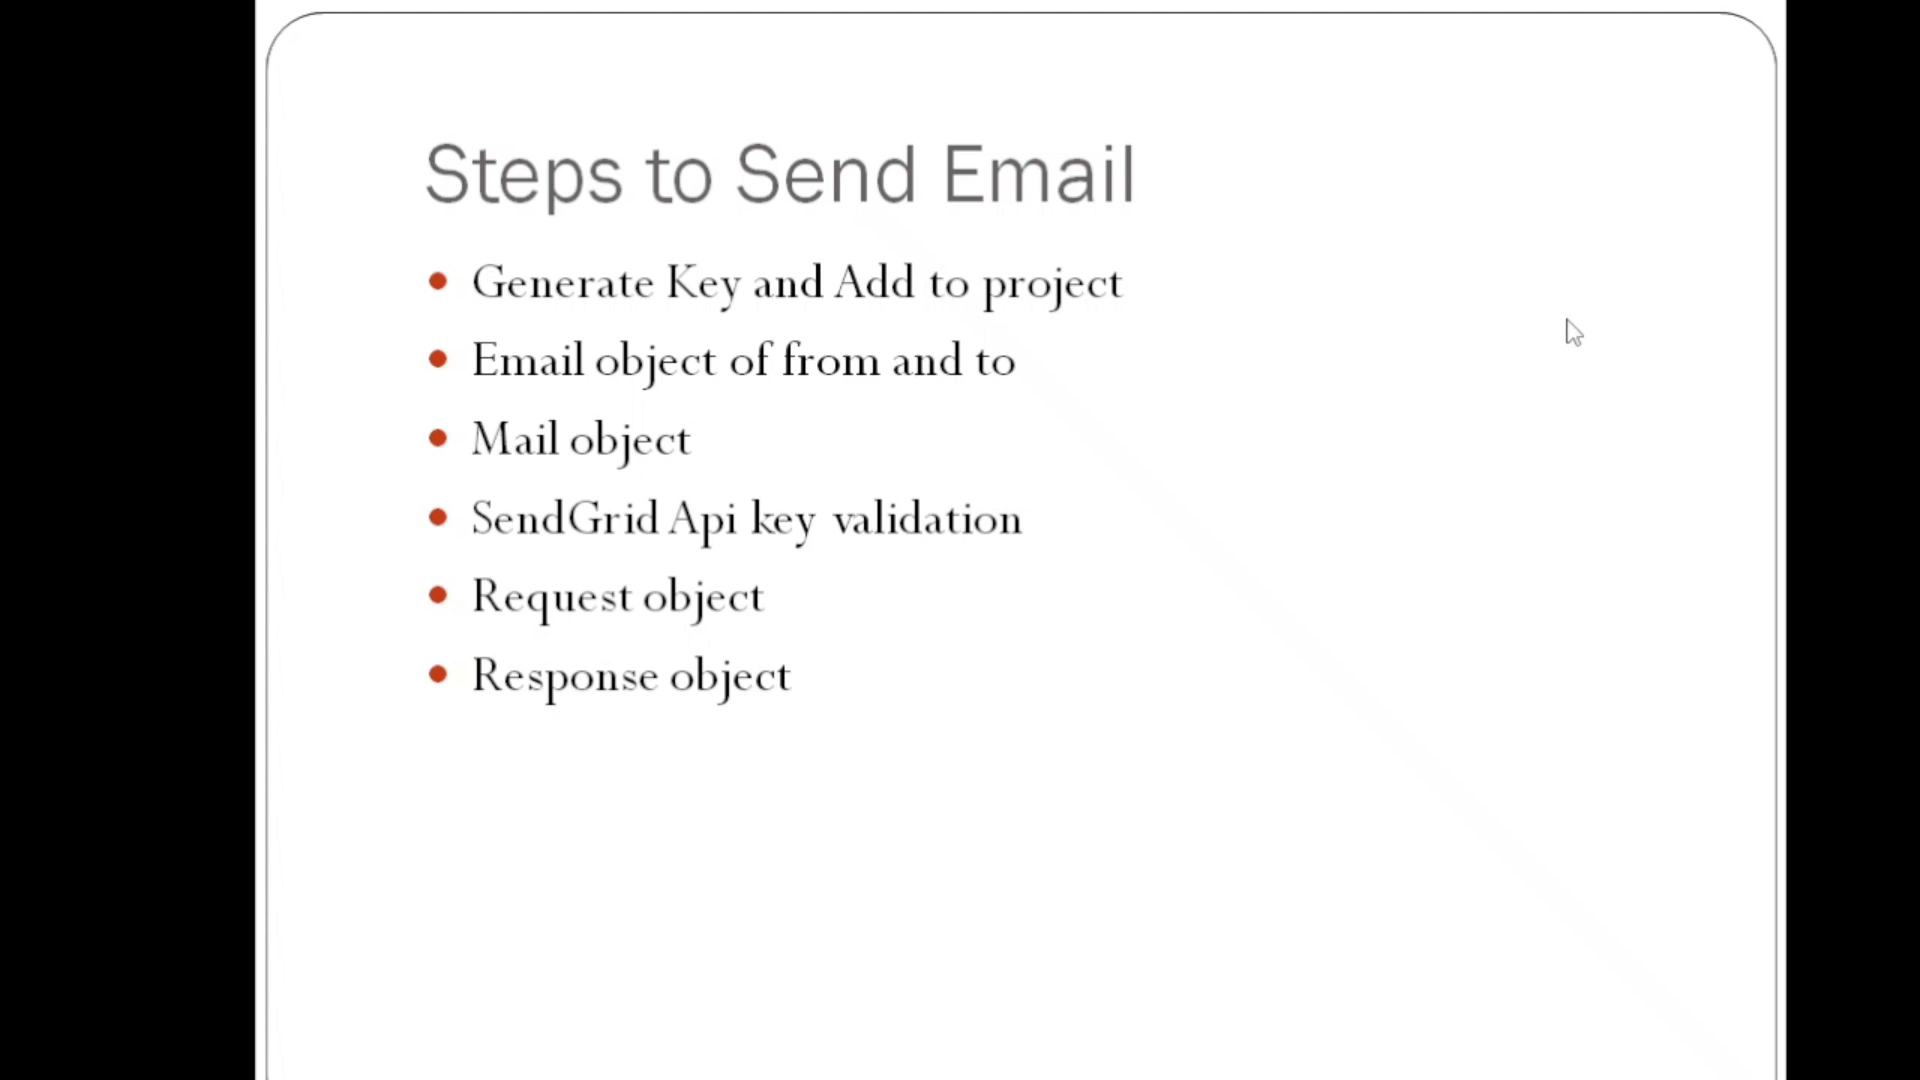 Steps to Send Email
Generate Key and Add to project
Email object of from and to
Mail object
SendGrid Api key validation
Request object
Response object